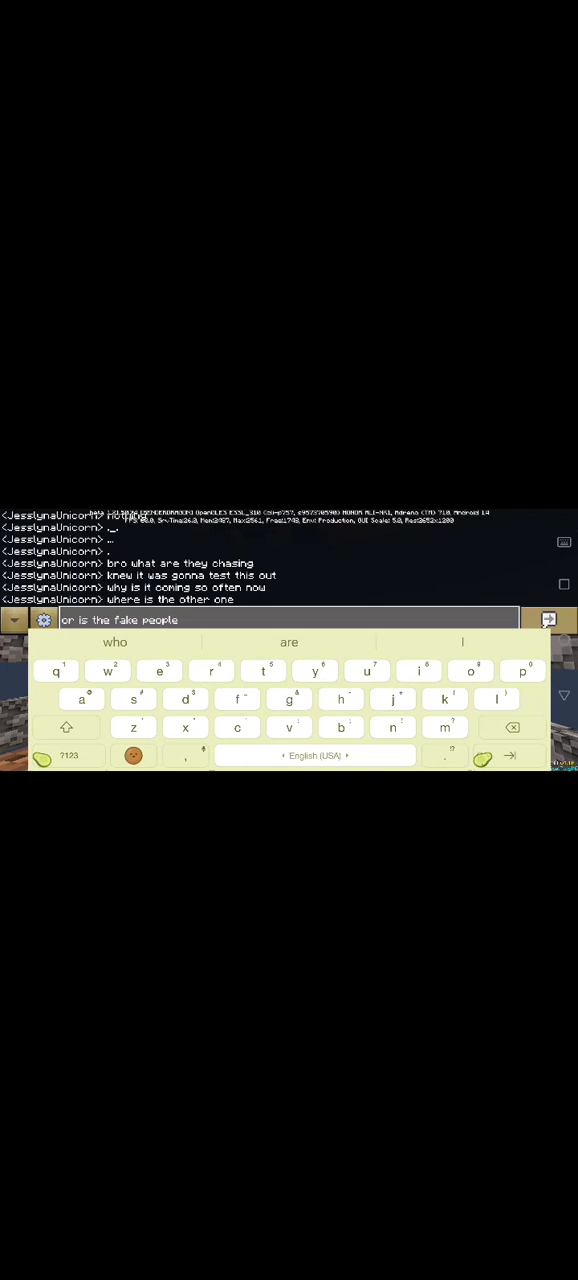 <JesslynaUnicorn> nothing
<JesslynaUnicorn> ._.
<JesslynaUnicorn> ...
<JesslynaUnicorn> .
<JesslynaUnicorn> bro what are they chasing
<JesslynaUnicorn> knew it was gonna test this out
<JesslynaUnicorn> why is it coming so often now
<JesslynaUnicorn> where is the other one
or is the fake people
who are I
q w e r t y u i o p
a s d f g h j k l
z x c v b n m
?123 , English (USA) .